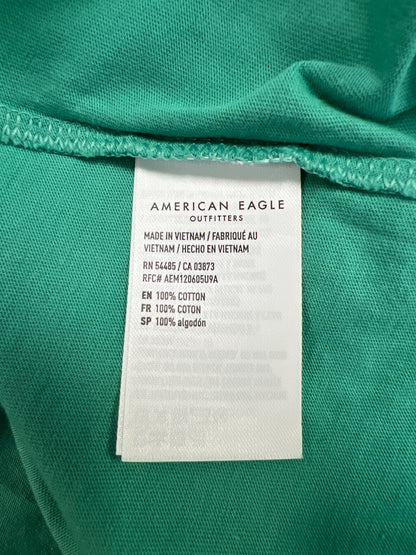 AMERICAN EAGLE
OUTFITTERS
MADE IN VIETNAM / FABRIQUÉ AU
VIETNAM / HECHO EN VIETNAM
RN 54485 / CA 03873
RFC# AEM120605U9A
EN 100% COTTON
FR 100% COTON
SP 100% algodón